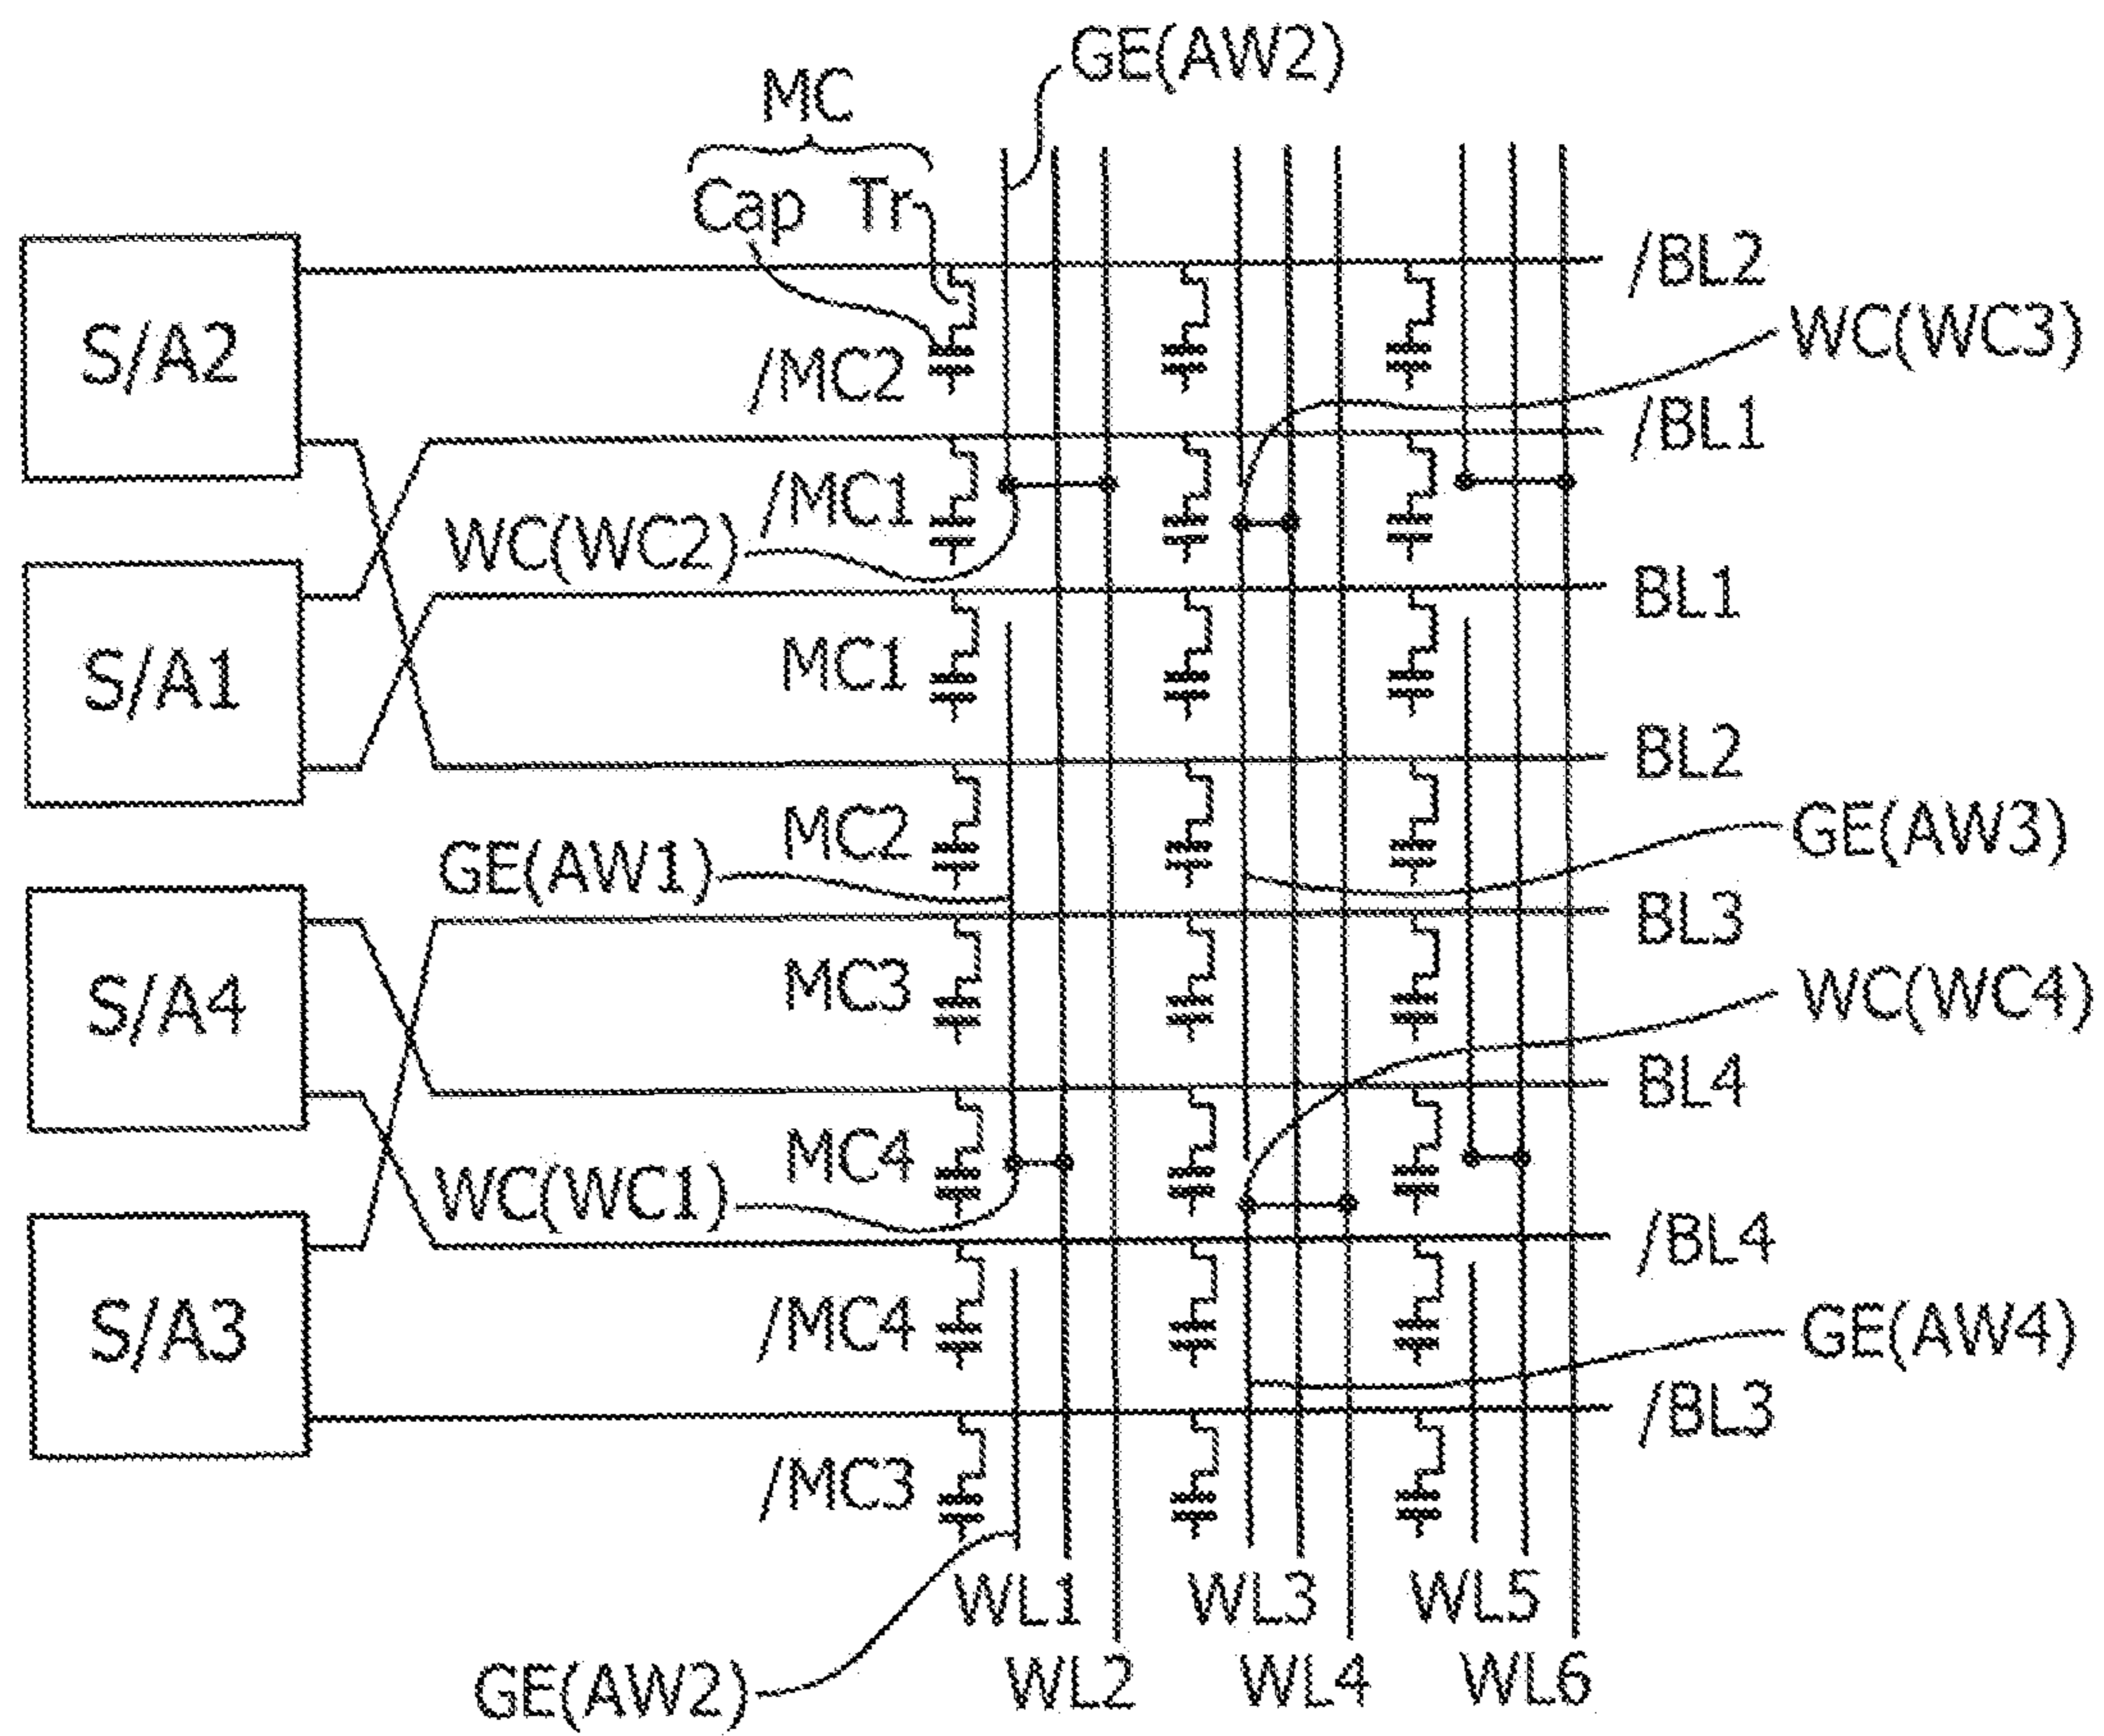 GE(AW2)
MC
Cap Tr
/BL2
S/A2
/MC2
WC(WC3)
/BL1
/MC1
WC(WC2)
BL1
S/A1
MC1
BL2
MC2
GE(AW3)
GE(AW1)
BL3
S/A4
MC3
WC(WC4)
BL4
MC4
WC(WC1)
/BL4
S/A3
/MC4
GE(AW4)
/BL3
/MC3
WL1 WL3 WL5
GE(AW2) WL2 WL4 WL6